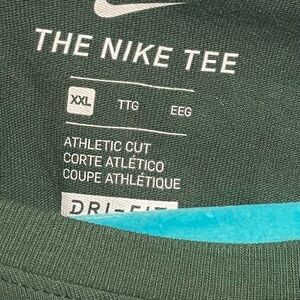 THE NIKE TEE
XXL TTG EEG
ATHLETIC CUT
CORTE ATLÉTICO
COUPE ATHLÉTIQUE
DRI-FIT